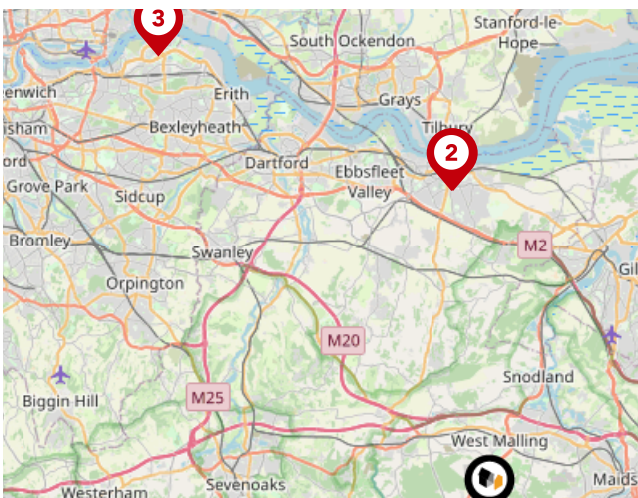 3
Stanford-le-
Hope
South Ockendon
enwich
Erith
Grays
isham
Bexleyheath
Tilbury
ord
Dartford
Ebbsfleet
Valley
2
Grove Park
Sidcup
Bromley
Swanley
M2
Gil
Orpington
M20
Snodland
Biggin Hill
M25
West Malling
Sevenoaks
Maids
Westerham